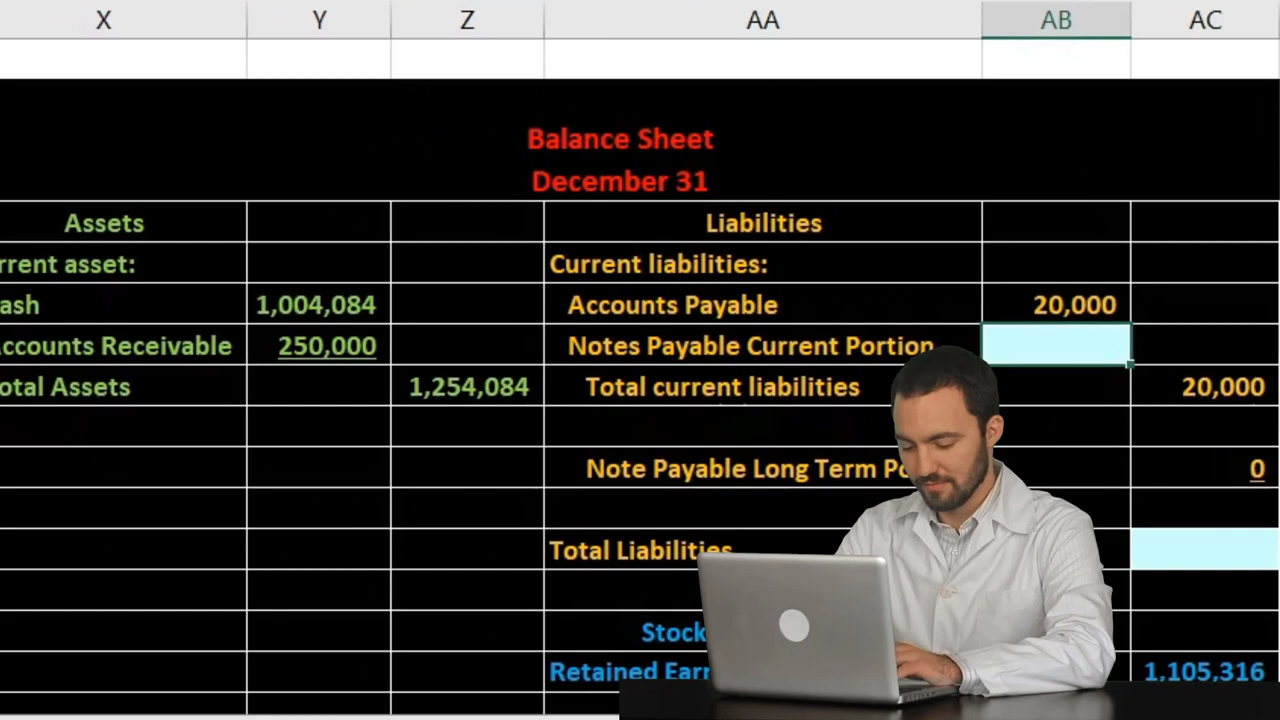 X Y Z AA AB AC
Balance Sheet
December 31
Assets Liabilities
rrent asset: Current liabilities:
ash 1,004,084 Accounts Payable 20,000
ccounts Receivable 250,000 Notes Payable Current Portion
otal Assets 1,254,084 Total current liabilities 20,000
Note Payable Long Term Po 0
Total Liabilities
Stock
Retained Earn 1,105,316